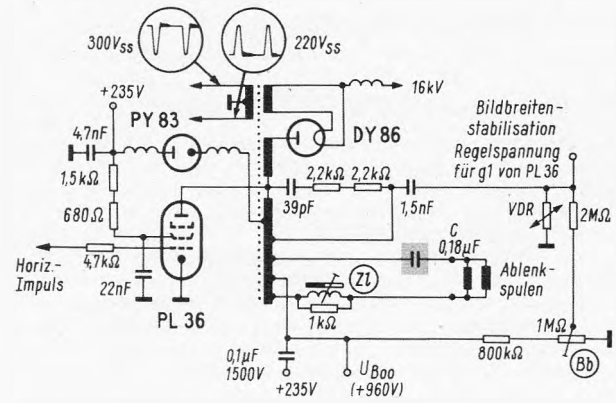 300VSS
220VSS
+235V
PY 83
16kV
DY 86
Bildbreiten-
stabilisation
Regelspannung
für g1 von PL 36
4,7nF
1,5kΩ
2,2kΩ
2,2kΩ
39pF
1,5nF
VDR
2MΩ
680Ω
C
0,18µF
4,7kΩ
Horiz.-
Impuls
22nF
Zl
Ablenk-
spulen
PL 36
1kΩ
1MΩ
800kΩ
Bb
0,1µF
1500V
+235V
UBoo
(+960V)